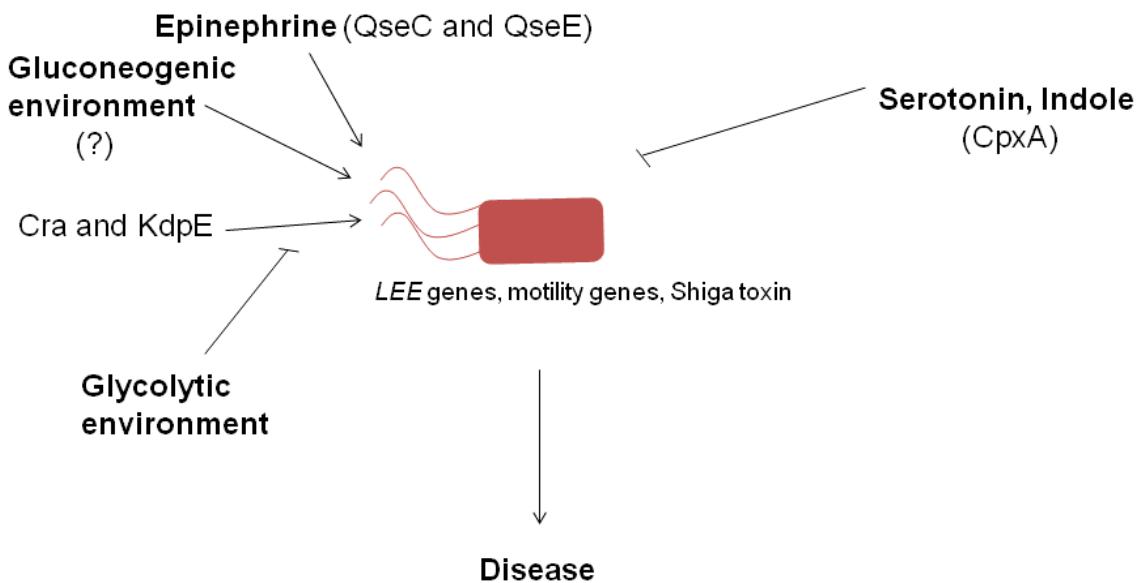 Epinephrine (QseC and QseE)
Gluconeogenic
environment
(?)
Serotonin, Indole
(CpxA)
Cra and KdpE
LEE genes, motility genes, Shiga toxin
Glycolytic
environment
Disease